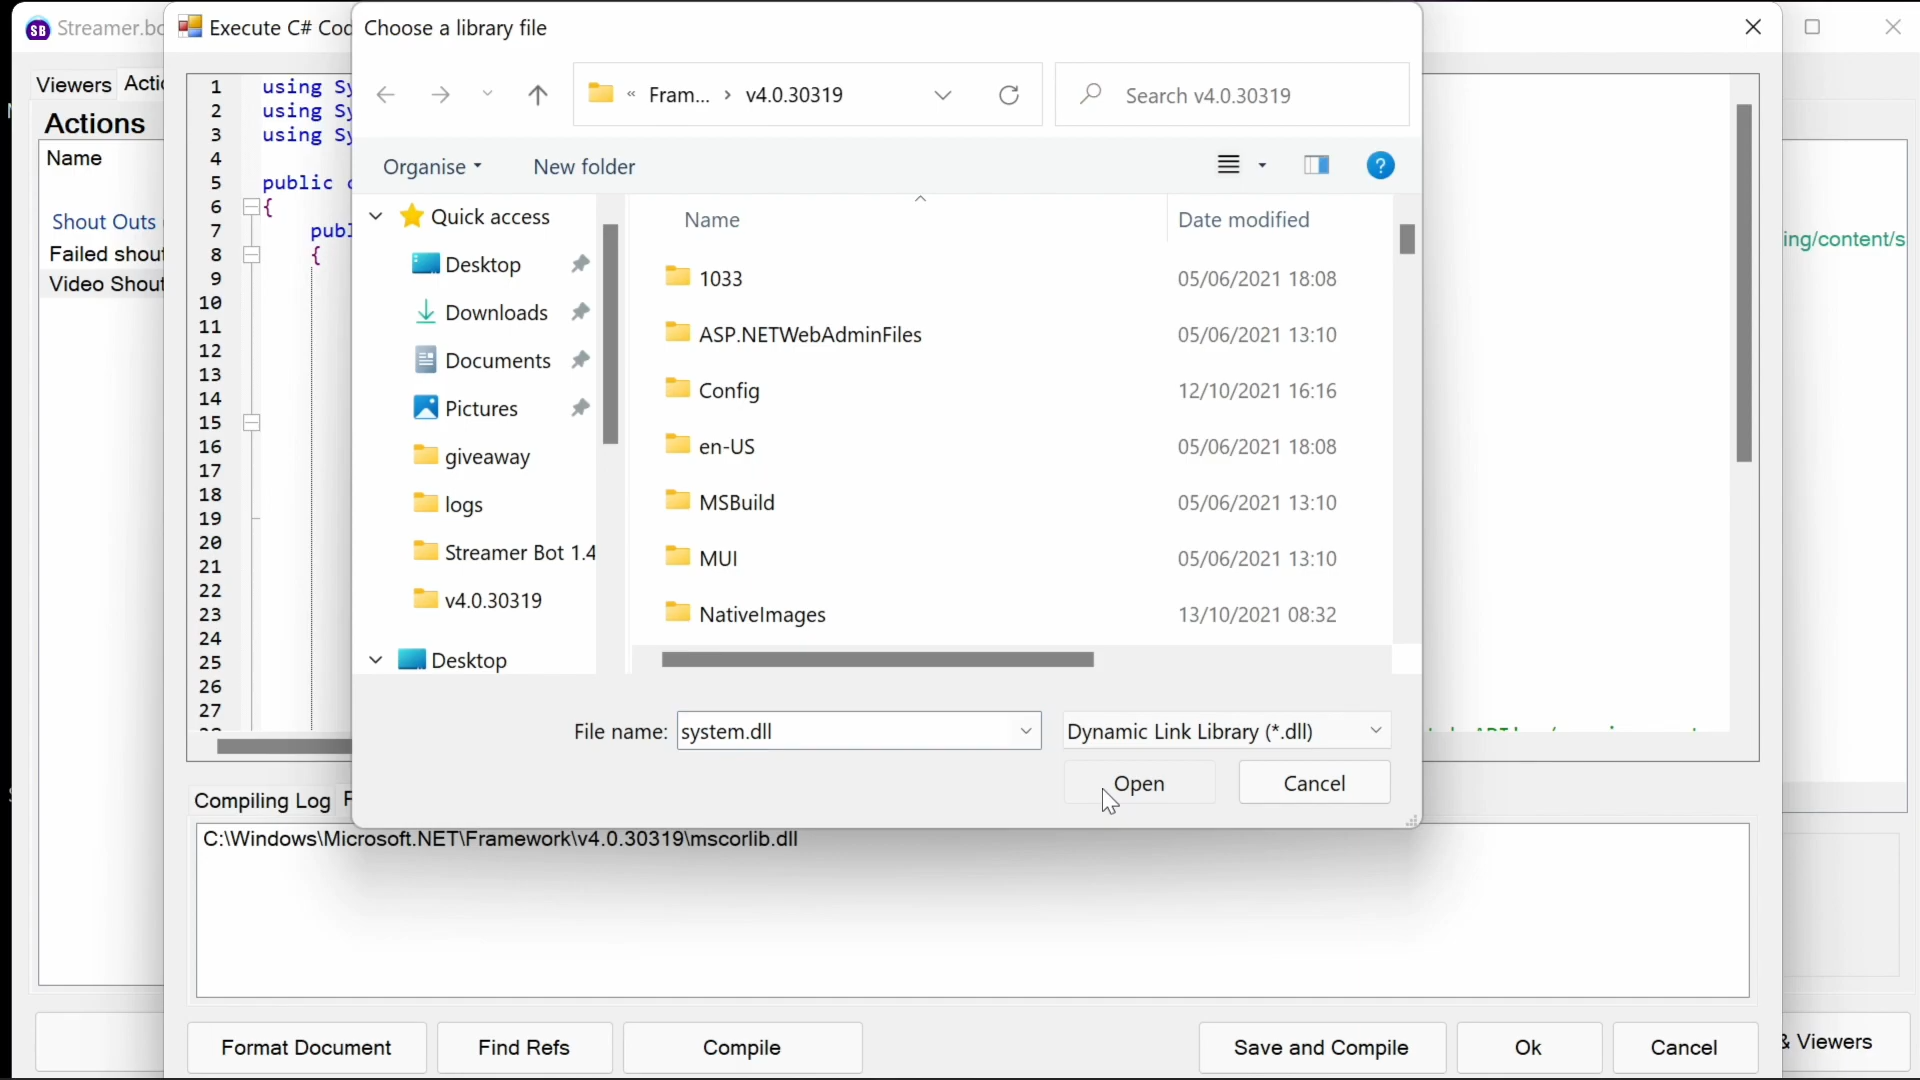 Streamer.bo
Execute C# Cod
Choose a library file
Viewers Actio
Actions
Name
Shout Outs
Failed shout
Video Shout
1 using Sy
2 using Sy
3 using Sy
4
5 public c
6 {
7 publ
8 {
9
10
11
12
13
14
15
16
17
18
19
20
21
22
23
24
25
26
27
« Fram... › v4.0.30319
Search v4.0.30319
Organise
New folder
Quick access
Desktop
Downloads
Documents
Pictures
giveaway
logs
Streamer Bot 1.4
v4.0.30319
Desktop
Name Date modified
1033 05/06/2021 18:08
ASP.NETWebAdminFiles 05/06/2021 13:10
Config 12/10/2021 16:16
en-US 05/06/2021 18:08
MSBuild 05/06/2021 13:10
MUI 05/06/2021 13:10
NativeImages 13/10/2021 08:32
ing/content/s
File name: system.dll
Dynamic Link Library (*.dll)
Open Cancel
Compiling Log
C:\Windows\Microsoft.NET\Framework\v4.0.30319\mscorlib.dll
Format Document Find Refs Compile Save and Compile Ok Cancel
& Viewers